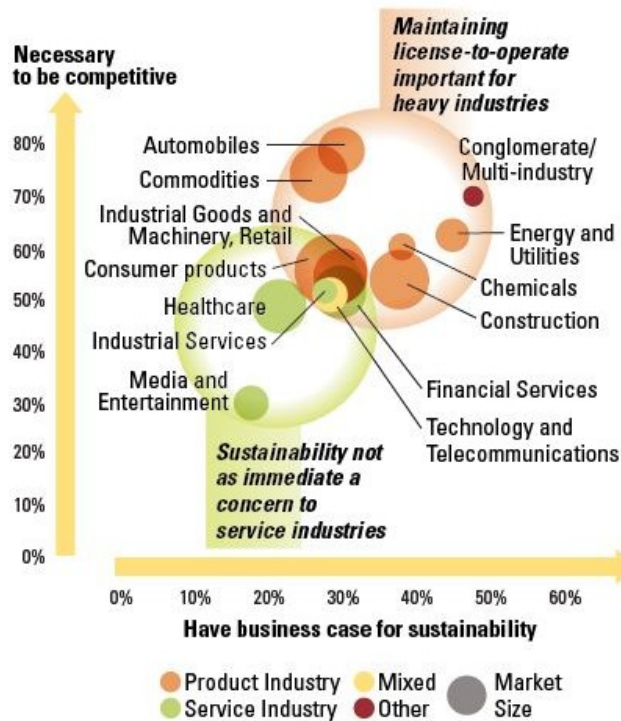 Necessary
to be competitive
Maintaining
license-to-operate
important for
heavy industries
80%
70%
60%
50%
40%
30%
20%
10%
0%
Automobiles
Commodities
Industrial Goods and
Machinery, Retail
Consumer products
Healthcare
Industrial Services
Media and
Entertainment
Conglomerate/
Multi-industry
Energy and
Utilities
Chemicals
Construction
Financial Services
Technology and
Telecommunications
Sustainability not
as immediate a
concern to
service industries
0% 10% 20% 30% 40% 50% 60%
Have business case for sustainability
Product Industry Mixed Market
Service Industry Other Size